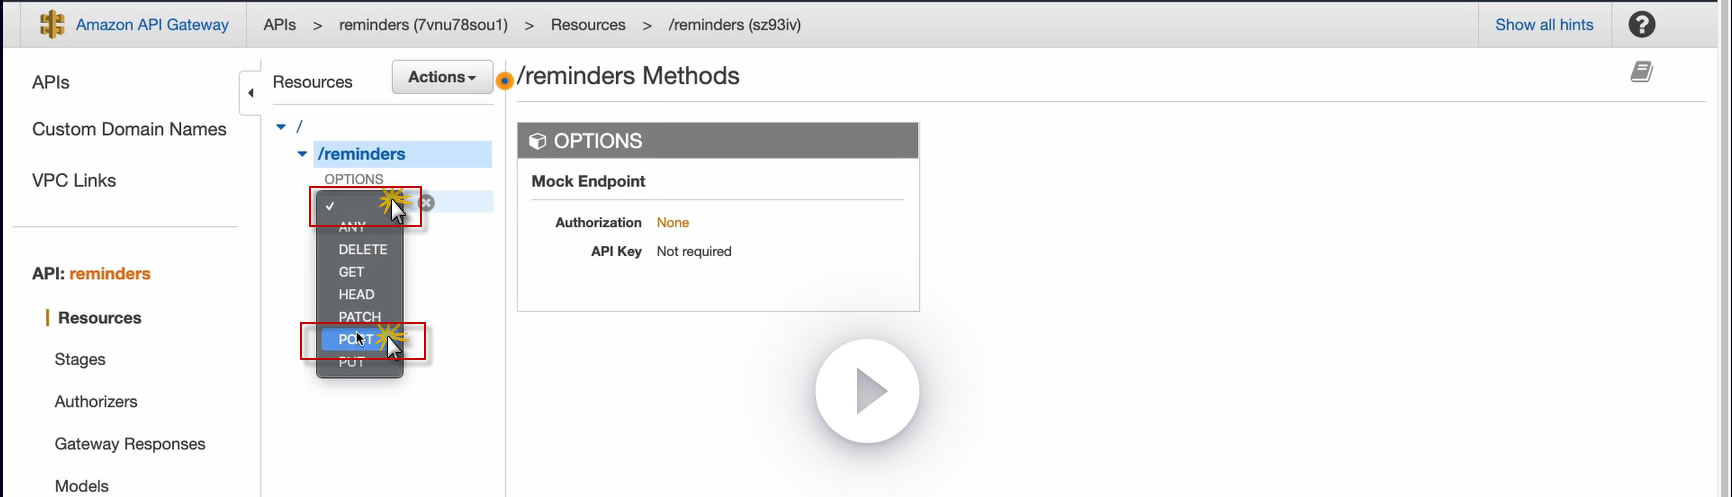 Amazon API Gateway
APIs > reminders (7vnu78sou1) > Resources > /reminders (sz93iv)
Show all hints
?
APIs
Custom Domain Names
VPC Links
API: reminders
Resources
Stages
Authorizers
Gateway Responses
Models
Resources
Actions
/
/reminders
OPTIONS
✓
ANY
DELETE
GET
HEAD
PATCH
POST
PUT
/reminders Methods
OPTIONS
Mock Endpoint
Authorization None
API Key Not required